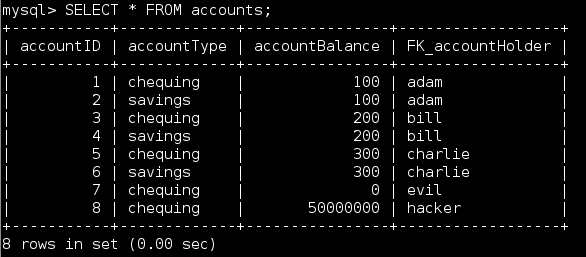 mysql> SELECT * FROM accounts;
+-----------+-------------+----------------+------------------+
| accountID | accountType | accountBalance | FK_accountHolder |
+-----------+-------------+----------------+------------------+
|         1 | chequing    |            100 | adam             |
|         2 | savings     |            100 | adam             |
|         3 | chequing    |            200 | bill             |
|         4 | savings     |            200 | bill             |
|         5 | chequing    |            300 | charlie          |
|         6 | savings     |            300 | charlie          |
|         7 | chequing    |              0 | evil             |
|         8 | chequing    |       50000000 | hacker           |
+-----------+-------------+----------------+------------------+
8 rows in set (0.00 sec)